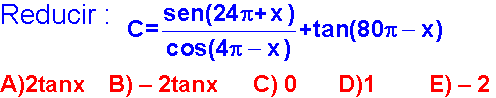 Reducir : C=sen(24π+x)/cos(4π−x)+tan(80π−x)
A)2tanx B)−2tanx C) 0 D)1 E)−2